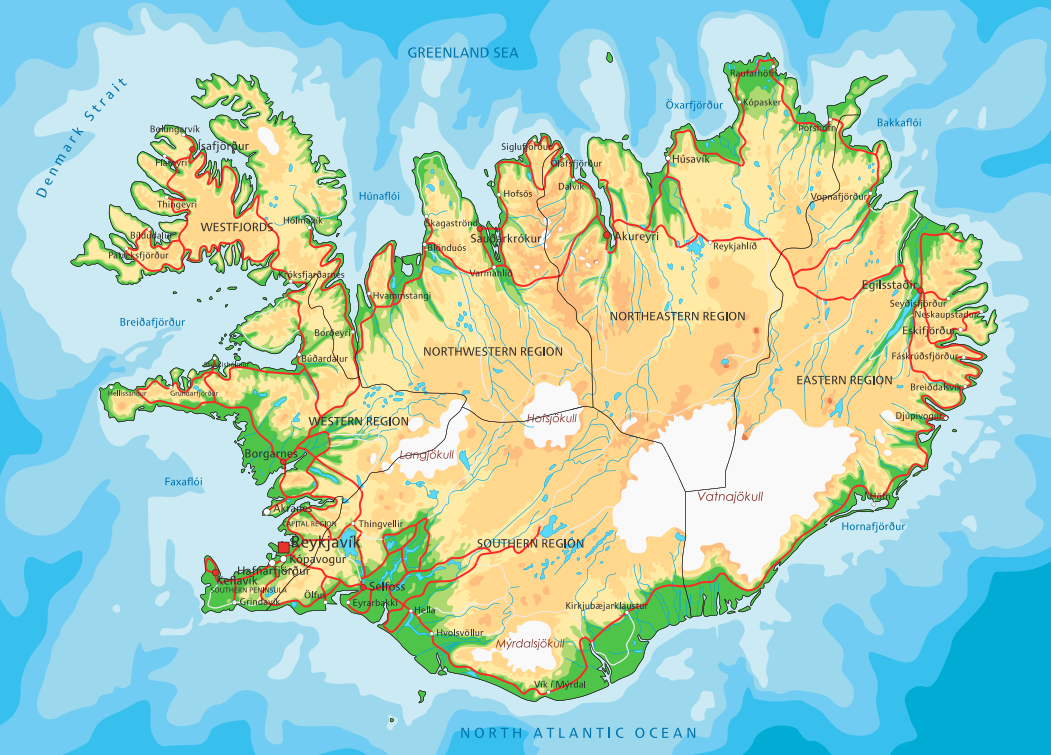 GREENLAND SEA
Denmark Strait
Raufarhöfn
Kópasker
Öxarfjörður
Þórshöfn
Bakkaflói
Bolungarvík
Ísafjörður
Flateyri
Siglufjörður
Ólafsfjörður
Húsavík
Húnaflói
Hofsós
Dalvík
Vopnafjörður
Thingeyri
Hólmavík
WESTFJORDS
Skagaströnd
Bíldudalur
Sauðárkrókur
Akureyri
Reykjahlíð
Blönduós
Patreksfjörður
Króksfjarðarnes
Varmahlíð
Egilsstaðir
Hvammstangi
Seyðisfjörður
Neskaupstaður
NORTHEASTERN REGION
Breiðafjörður
Borðeyri
Eskifjörður
NORTHWESTERN REGION
Búðardalur
Fáskrúðsfjörður
EASTERN REGION
Breiðdalsvík
Hellissandur
Grundarfjörður
Djúpivogur
Hofsjökull
WESTERN REGION
Borgarnes
Langjökull
Faxaflói
Vatnajökull
Höfn
Akranes
Hornafjörður
CAPITAL REGION
Thingvellir
Reykjavík
SOUTHERN REGION
Kópavogur
Hafnarfjörður
Keflavík
SOUTHERN PENINSULA
Selfoss
Ölfus
Grindavík
Eyrarbakki
Hella
Kirkjubæjarklaustur
Hvolsvöllur
Mýrdalsjökull
Vík í Mýrdal
NORTH ATLANTIC OCEAN